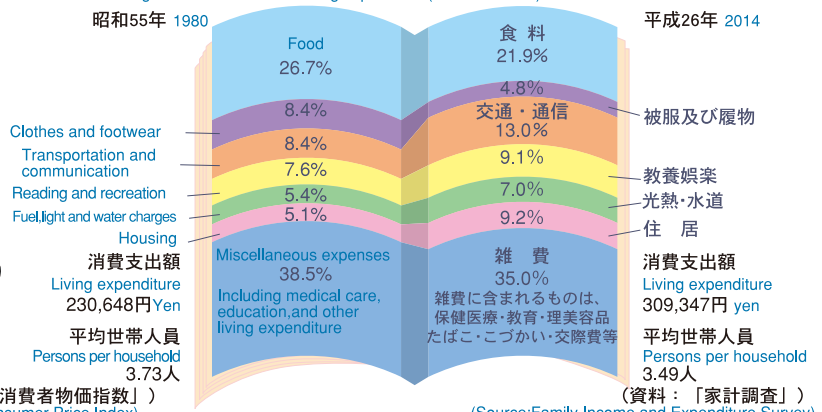 昭和55年 1980
平成26年 2014
Food
26.7%
食 料
21.9%
8.4%
4.8%
Clothes and footwear
被服及び履物
8.4%
交通・通信
13.0%
Transportation and
communication
7.6%
9.1%
Reading and recreation
教養娯楽
5.4%
7.0%
Fuel,light and water charges
光熱・水道
5.1%
9.2%
Housing
住 居
Miscellaneous expenses
38.5%
Including medical care,
education,and other
living expenditure
雑 費
35.0%
雑費に含まれるものは、
保健医療・教育・理美容品
たばこ・こづかい・交際費等
消費支出額
Living expenditure
230,648円Yen
平均世帯人員
Persons per household
3.73人
消費支出額
Living expenditure
309,347円 yen
平均世帯人員
Persons per household
3.49人
消費者物価指数」）
（資料：「家計調査」）
(Source:Family Income and Expenditure Survey)